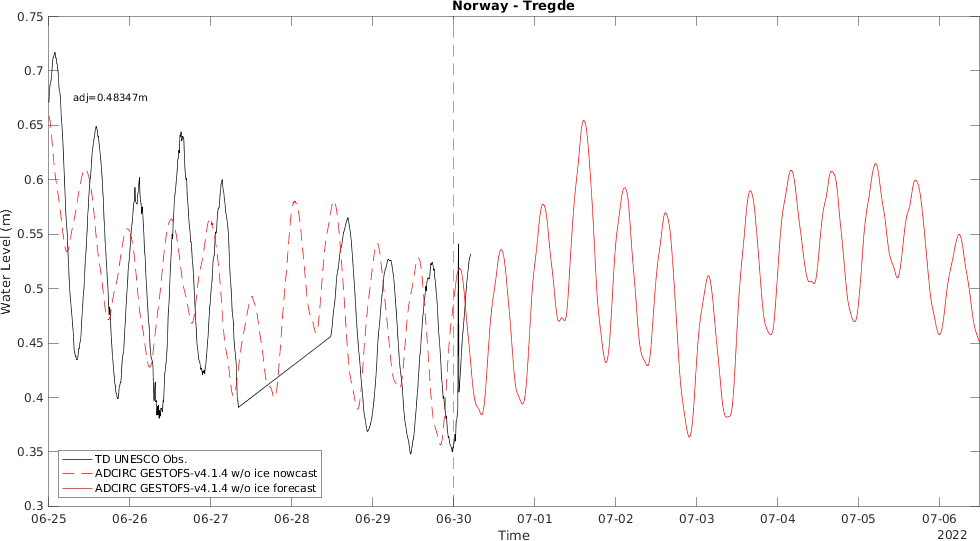 Norway - Tregde
0.75
0.7
adj=0.48347m
0.65
0.6
0.55
Water Level (m)
0.5
0.45
0.4
0.35
TD UNESCO Obs.
ADCIRC GESTOFS-v4.1.4 w/o ice nowcast
ADCIRC GESTOFS-v4.1.4 w/o ice forecast
0.3
06-25 06-26 06-27 06-28 06-29 06-30 07-01 07-02 07-03 07-04 07-05 07-06
Time
2022